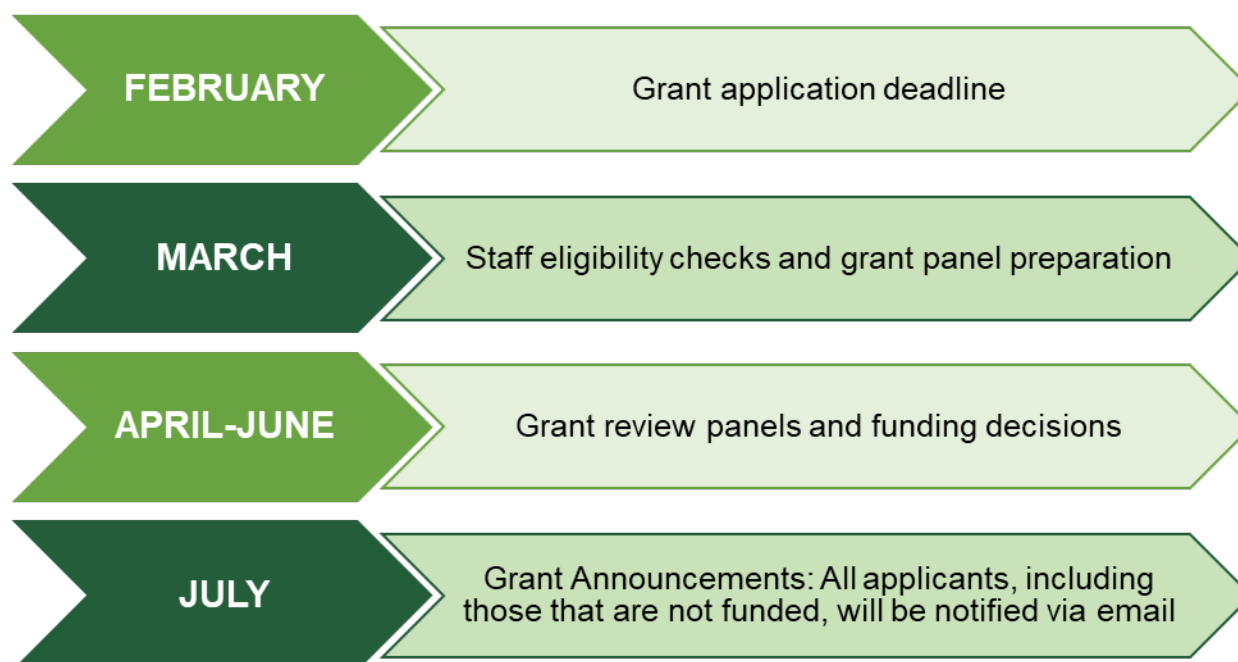 FEBRUARY
Grant application deadline
MARCH
Staff eligibility checks and grant panel preparation
APRIL-JUNE
Grant review panels and funding decisions
JULY
Grant Announcements: All applicants, including
those that are not funded, will be notified via email